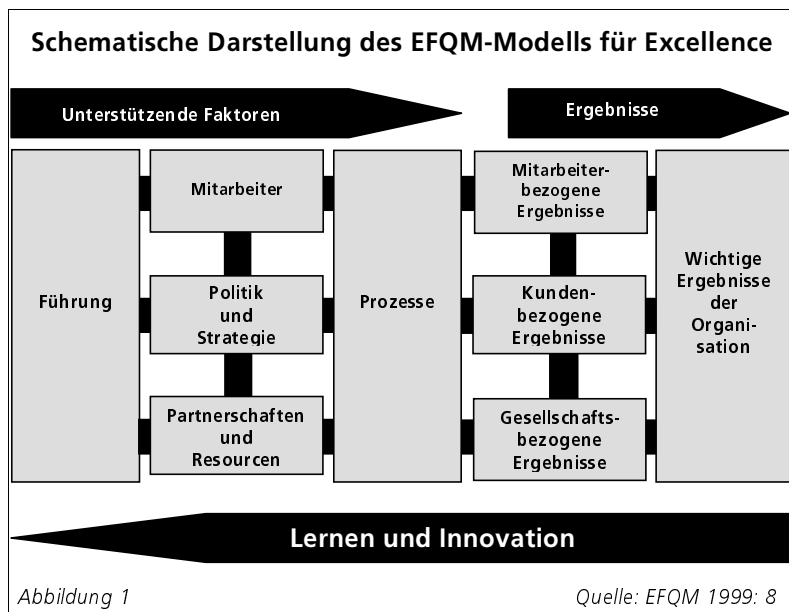 Schematische Darstellung des EFQM-Modells für Excellence
Unterstützende Faktoren
Ergebnisse
Führung
Mitarbeiter
Politik
und
Strategie
Partnerschaften
und
Resourcen
Prozesse
Mitarbeiter-
bezogene
Ergebnisse
Kunden-
bezogene
Ergebnisse
Gesellschafts-
bezogene
Ergebnisse
Wichtige
Ergebnisse
der
Organi-
sation
Lernen und Innovation
Abbildung 1
Quelle: EFQM 1999: 8